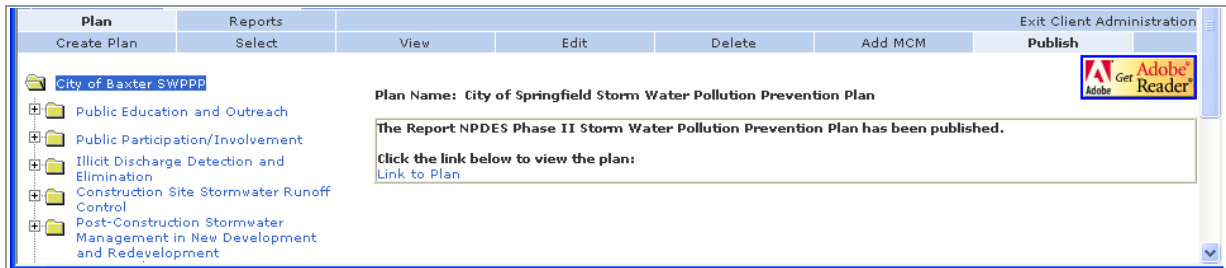 Plan Reports Exit Client Administration
Create Plan Select View Edit Delete Add MCM Publish
City of Baxter SWPPP
Public Education and Outreach
Public Participation/Involvement
Illicit Discharge Detection and
Elimination
Construction Site Stormwater Runoff
Control
Post-Construction Stormwater
Management in New Development
and Redevelopment
Adobe
Get Adobe®
Reader®
Plan Name: City of Springfield Storm Water Pollution Prevention Plan
The Report NPDES Phase II Storm Water Pollution Prevention Plan has been published.
Click the link below to view the plan:
Link to Plan